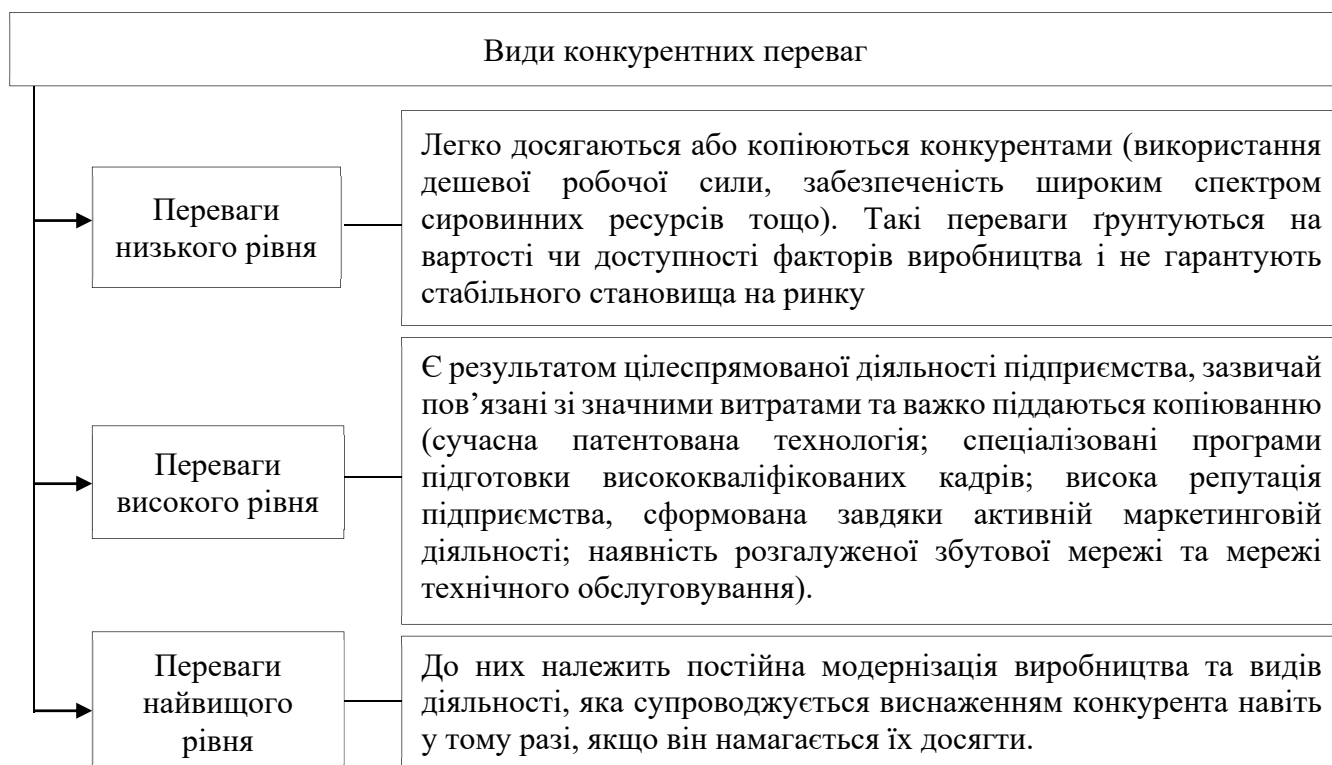 Види конкурентних переваг
Переваги
низького рівня
Легко досягаються або копіюються конкурентами (використання
дешевої робочої сили, забезпеченість широким спектром
сировинних ресурсів тощо). Такі переваги ґрунтуються на
вартості чи доступності факторів виробництва і не гарантують
стабільного становища на ринку
Переваги
високого рівня
Є результатом цілеспрямованої діяльності підприємства, зазвичай
пов’язані зі значними витратами та важко піддаються копіюванню
(сучасна патентована технологія; спеціалізовані програми
підготовки висококваліфікованих кадрів; висока репутація
підприємства, сформована завдяки активній маркетинговій
діяльності; наявність розгалуженої збутової мережі та мережі
технічного обслуговування).
Переваги
найвищого
рівня
До них належить постійна модернізація виробництва та видів
діяльності, яка супроводжується виснаженням конкурента навіть
у тому разі, якщо він намагається їх досягти.